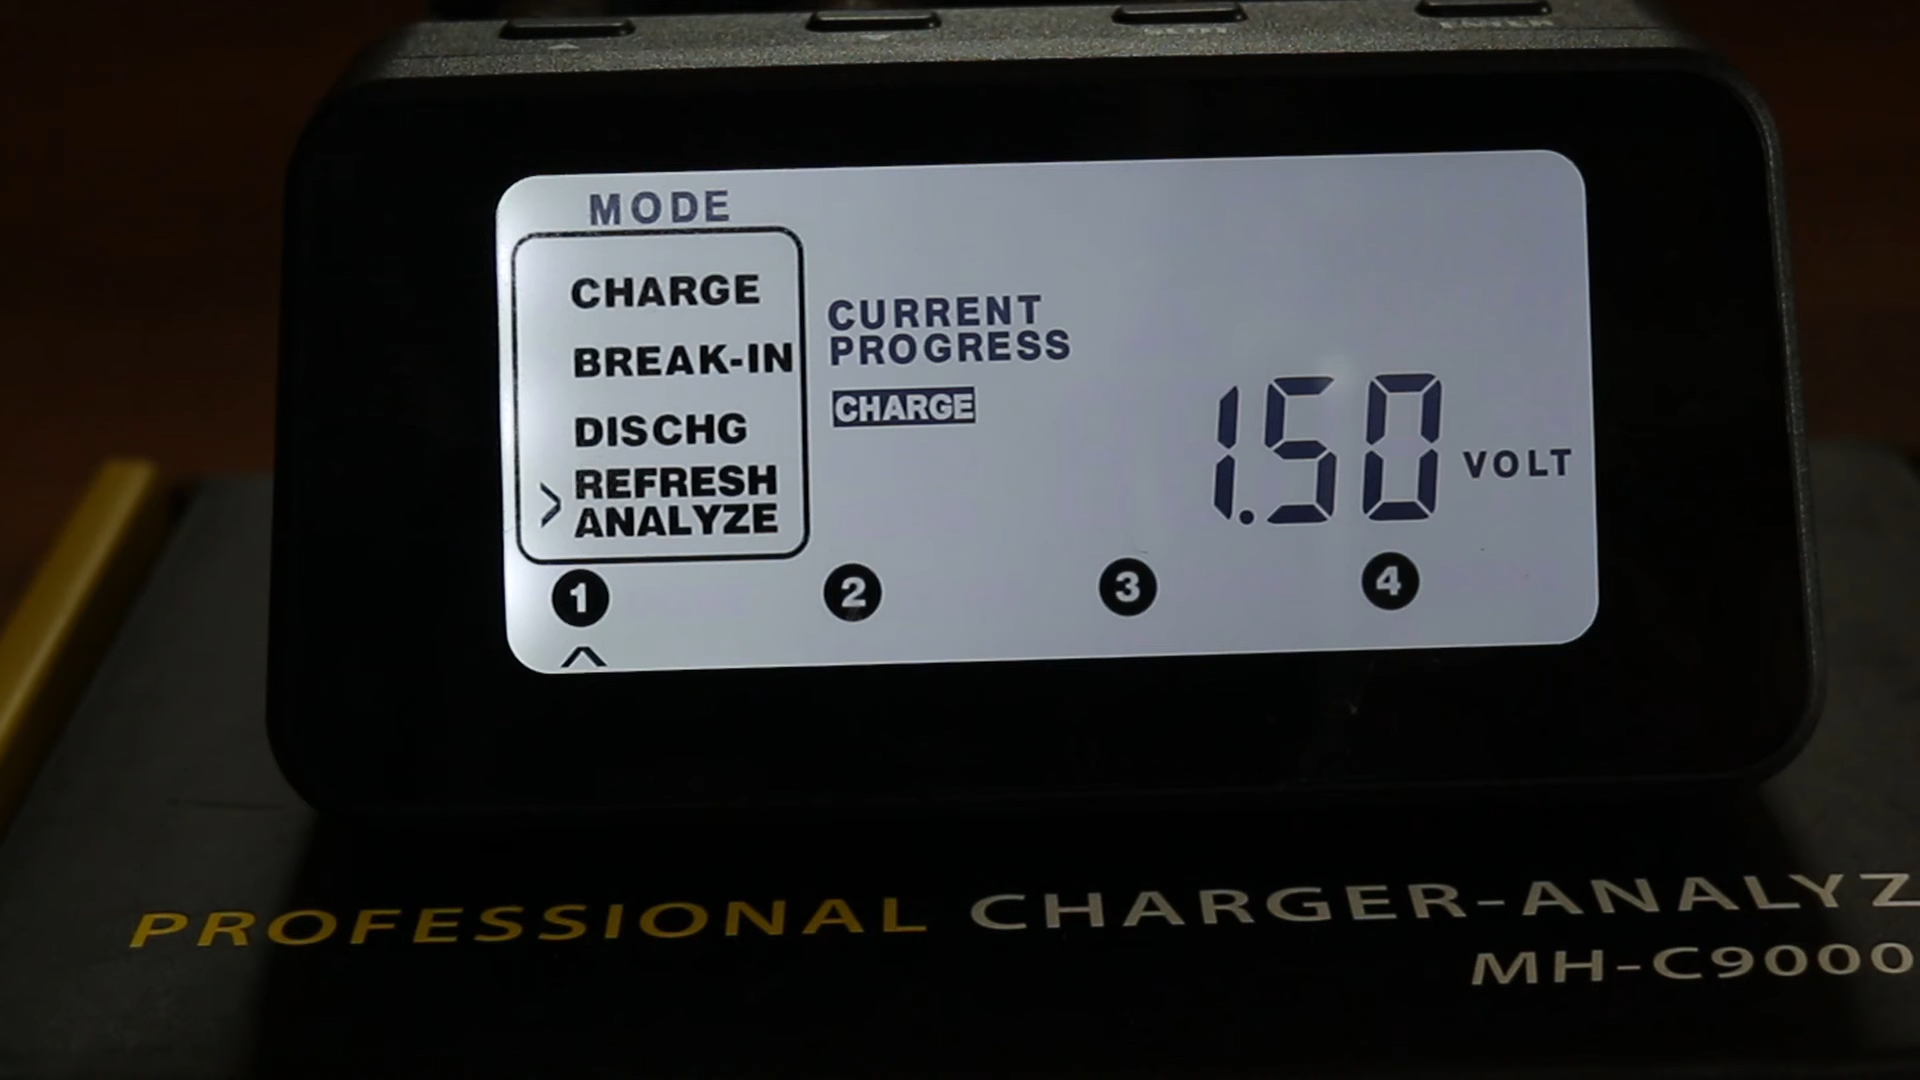 ENTER
MODE
CHARGE
BREAK-IN
DISCHG
REFRESH
ANALYZE
CURRENT
PROGRESS
CHARGE
1.50 VOLT
1 2 3 4
PROFESSIONAL CHARGER-ANALYZ
MH-C9000